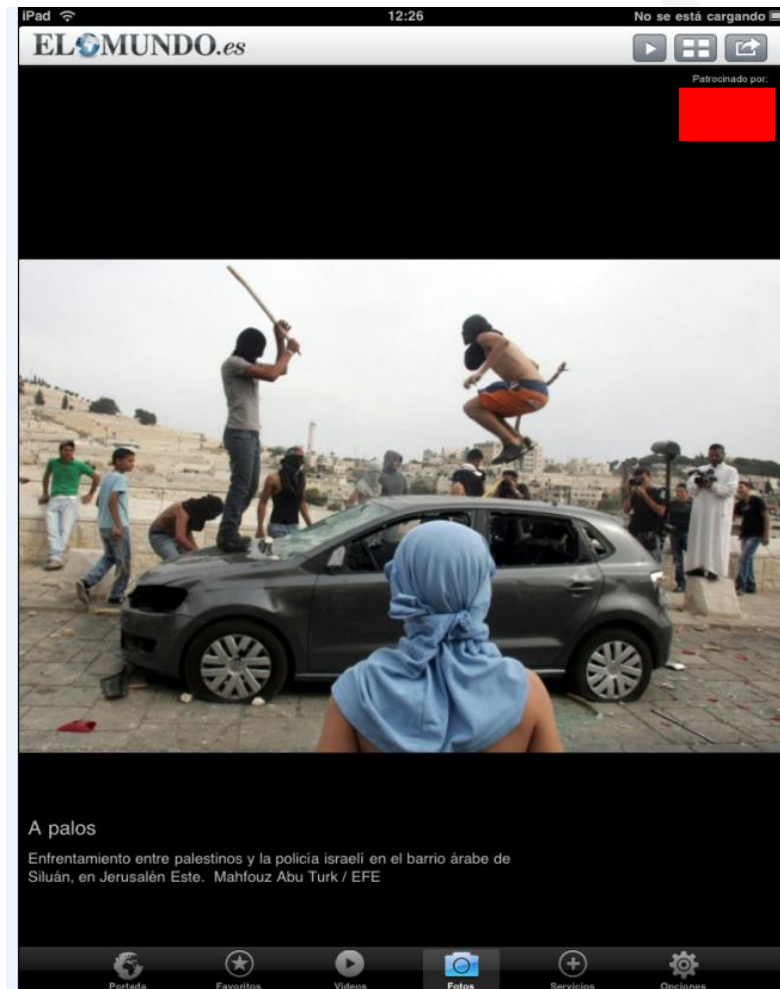 iPad 12:26 No se está cargando
EL MUNDO.es
Patrocinado por:
A palos
Enfrentamiento entre palestinos y la policía israelí en el barrio árabe de
Siluán, en Jerusalén Este. Mahfouz Abu Turk / EFE
Portada Favoritos Videos Fotos Servicios Opciones